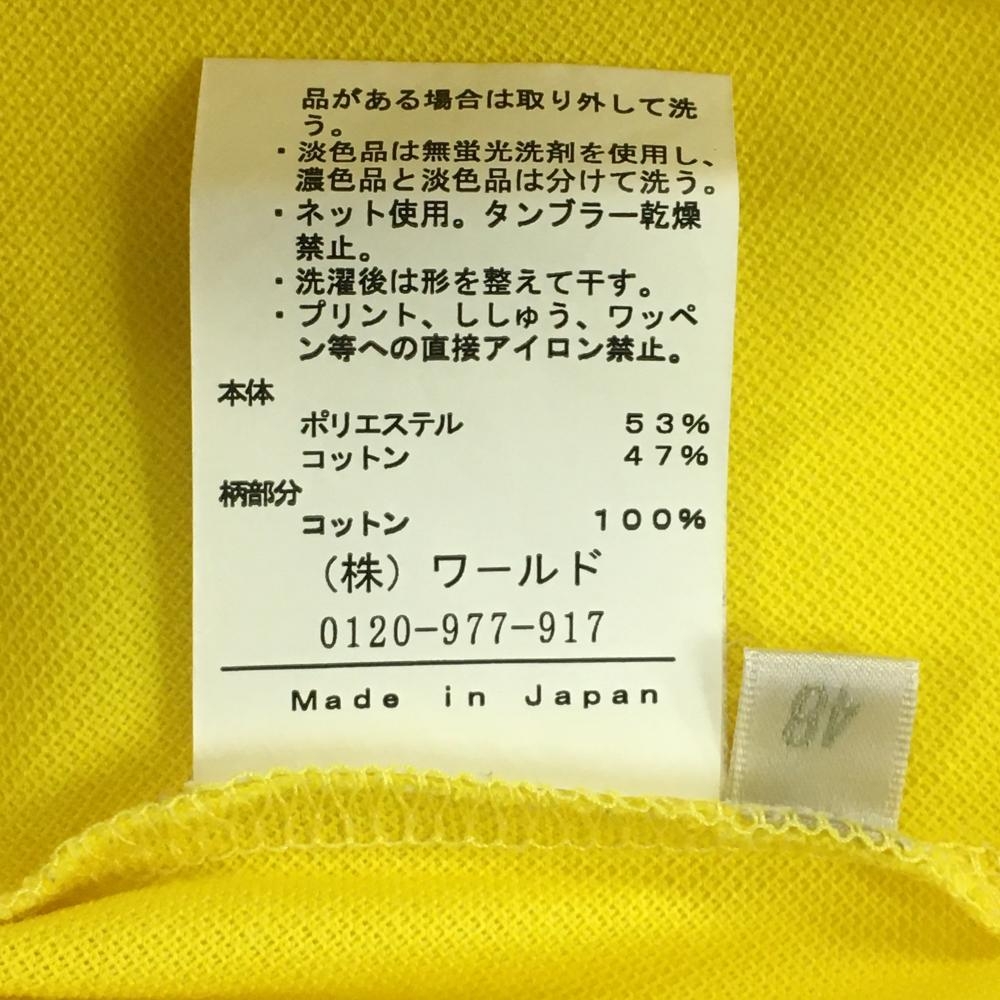 品がある場合は取り外して洗
う。
・淡色品は無蛍光洗剤を使用し、
濃色品と淡色品は分けて洗う。
・ネット使用。タンブラー乾燥
禁止。
・洗濯後は形を整えて干す。
・プリント、ししゅう、ワッペ
ン等への直接アイロン禁止。
本体
ポリエステル 53%
コットン 47%
柄部分
コットン 100%
(株) ワールド
0120-977-917
Made in Japan
48